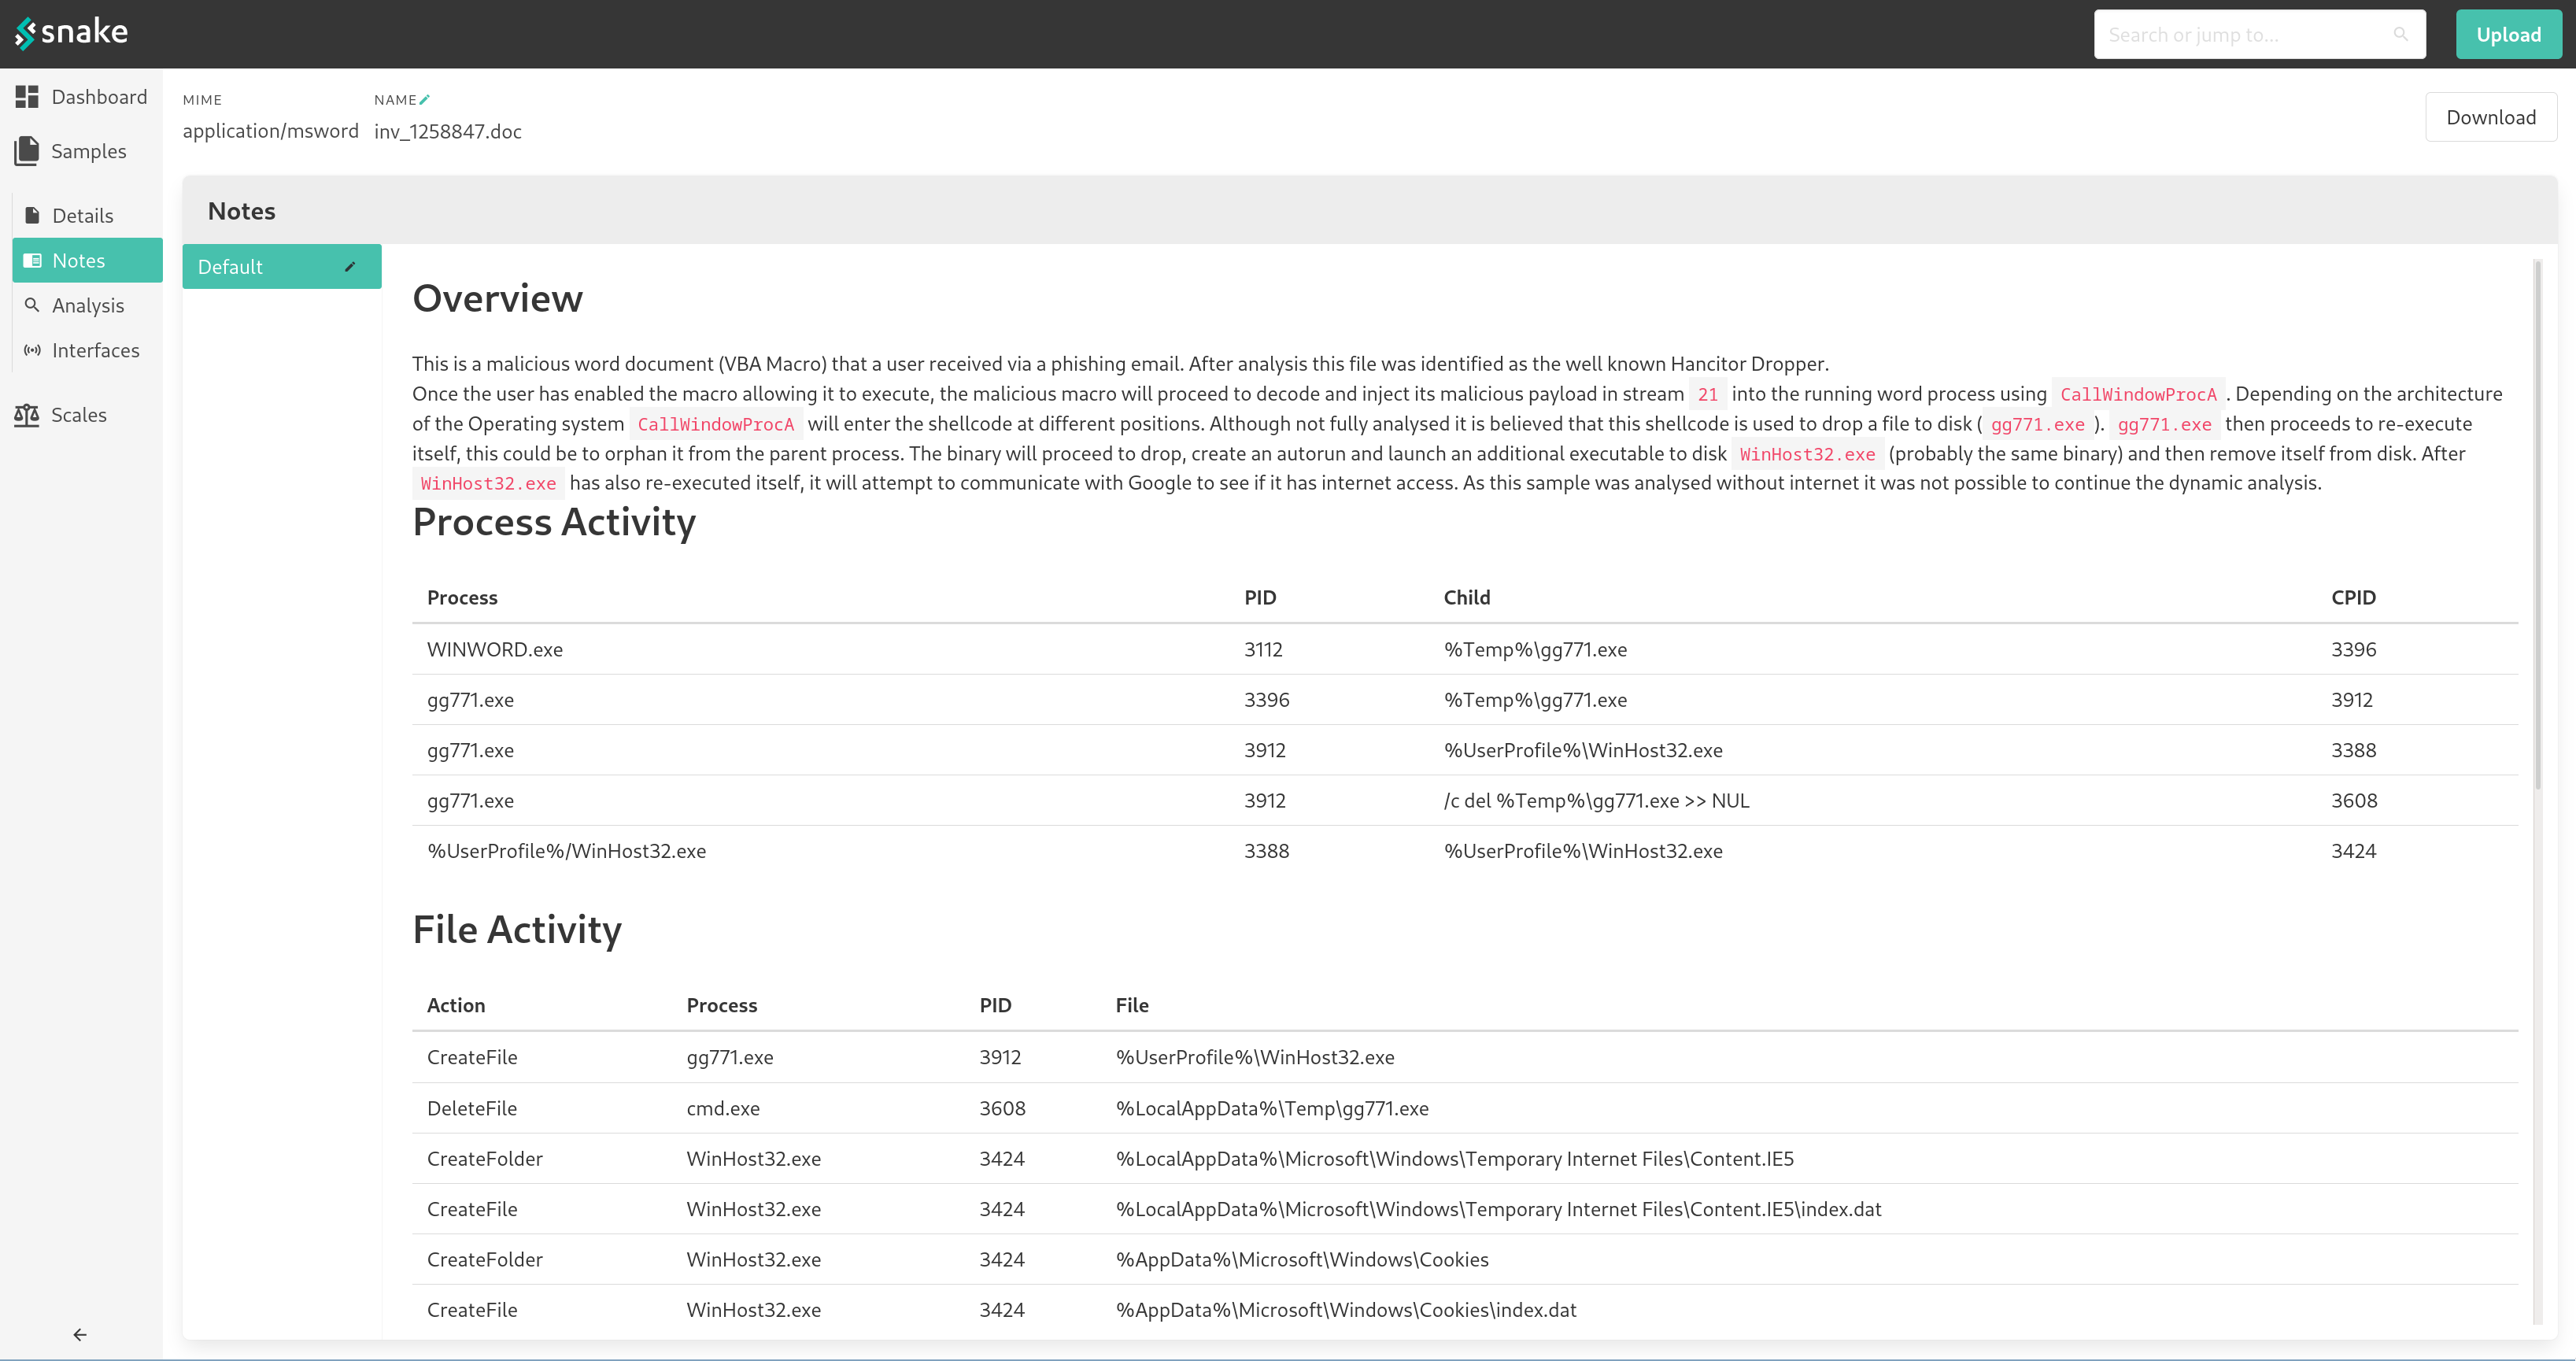 snake
Search or jump to...
Upload
Dashboard
Samples
Details
Notes
Analysis
Interfaces
Scales
MIME
application/msword
NAME
inv_1258847.doc
Download
Notes
Default
Overview
This is a malicious word document (VBA Macro) that a user received via a phishing email. After analysis this file was identified as the well known Hancitor Dropper.
Once the user has enabled the macro allowing it to execute, the malicious macro will proceed to decode and inject its malicious payload in stream 21 into the running word process using CallWindowProcA . Depending on the architecture
of the Operating system CallWindowProcA will enter the shellcode at different positions. Although not fully analysed it is believed that this shellcode is used to drop a file to disk ( gg771.exe ). gg771.exe then proceeds to re-execute
itself, this could be to orphan it from the parent process. The binary will proceed to drop, create an autorun and launch an additional executable to disk WinHost32.exe (probably the same binary) and then remove itself from disk. After
WinHost32.exe has also re-executed itself, it will attempt to communicate with Google to see if it has internet access. As this sample was analysed without internet it was not possible to continue the dynamic analysis.
Process Activity
Process PID Child CPID
WINWORD.exe 3112 %Temp%\gg771.exe 3396
gg771.exe 3396 %Temp%\gg771.exe 3912
gg771.exe 3912 %UserProfile%\WinHost32.exe 3388
gg771.exe 3912 /c del %Temp%\gg771.exe >> NUL 3608
%UserProfile%/WinHost32.exe 3388 %UserProfile%\WinHost32.exe 3424
File Activity
Action Process PID File
CreateFile gg771.exe 3912 %UserProfile%\WinHost32.exe
DeleteFile cmd.exe 3608 %LocalAppData%\Temp\gg771.exe
CreateFolder WinHost32.exe 3424 %LocalAppData%\Microsoft\Windows\Temporary Internet Files\Content.IE5
CreateFile WinHost32.exe 3424 %LocalAppData%\Microsoft\Windows\Temporary Internet Files\Content.IE5\index.dat
CreateFolder WinHost32.exe 3424 %AppData%\Microsoft\Windows\Cookies
CreateFile WinHost32.exe 3424 %AppData%\Microsoft\Windows\Cookies\index.dat